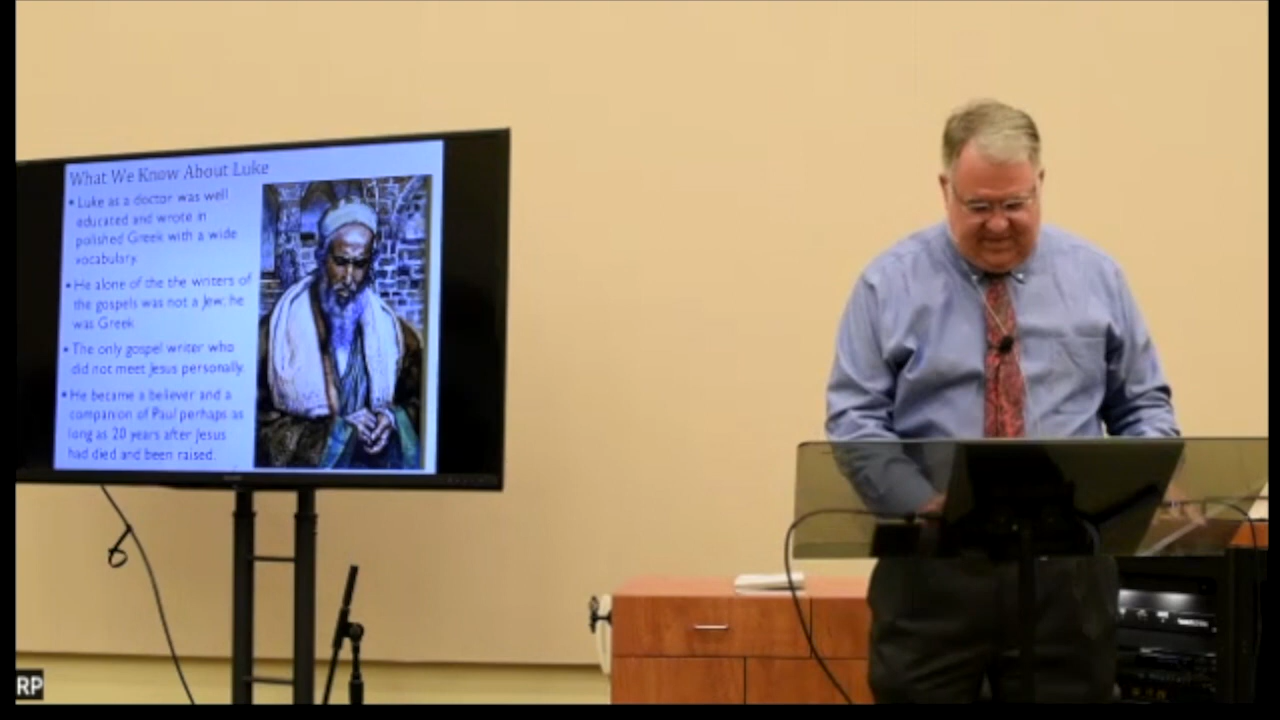 What We Know About Luke
• Luke as a doctor was well
educated and wrote in
polished Greek with a wide
vocabulary.
• He alone of the the writers of
the gospels was not a Jew; he
was Greek.
• The only gospel writer who
did not meet Jesus personally.
• He became a believer and a
companion of Paul perhaps as
long as 20 years after Jesus
had died and been raised.
RP